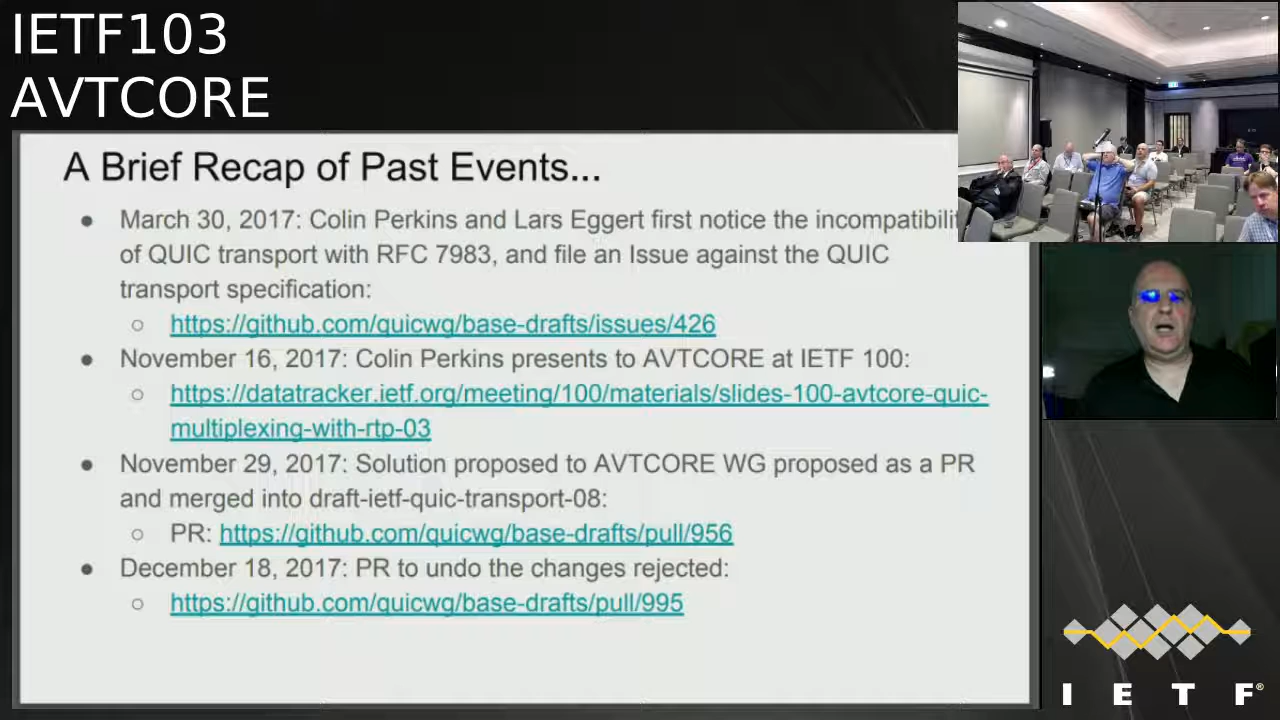 IETF103
AVTCORE
A Brief Recap of Past Events...
● March 30, 2017: Colin Perkins and Lars Eggert first notice the incompatibilit
of QUIC transport with RFC 7983, and file an Issue against the QUIC
transport specification:
○ https://github.com/quicwg/base-drafts/issues/426
● November 16, 2017: Colin Perkins presents to AVTCORE at IETF 100:
○ https://datatracker.ietf.org/meeting/100/materials/slides-100-avtcore-quic-
multiplexing-with-rtp-03
● November 29, 2017: Solution proposed to AVTCORE WG proposed as a PR
and merged into draft-ietf-quic-transport-08:
○ PR: https://github.com/quicwg/base-drafts/pull/956
● December 18, 2017: PR to undo the changes rejected:
○ https://github.com/quicwg/base-drafts/pull/995
I E T F®